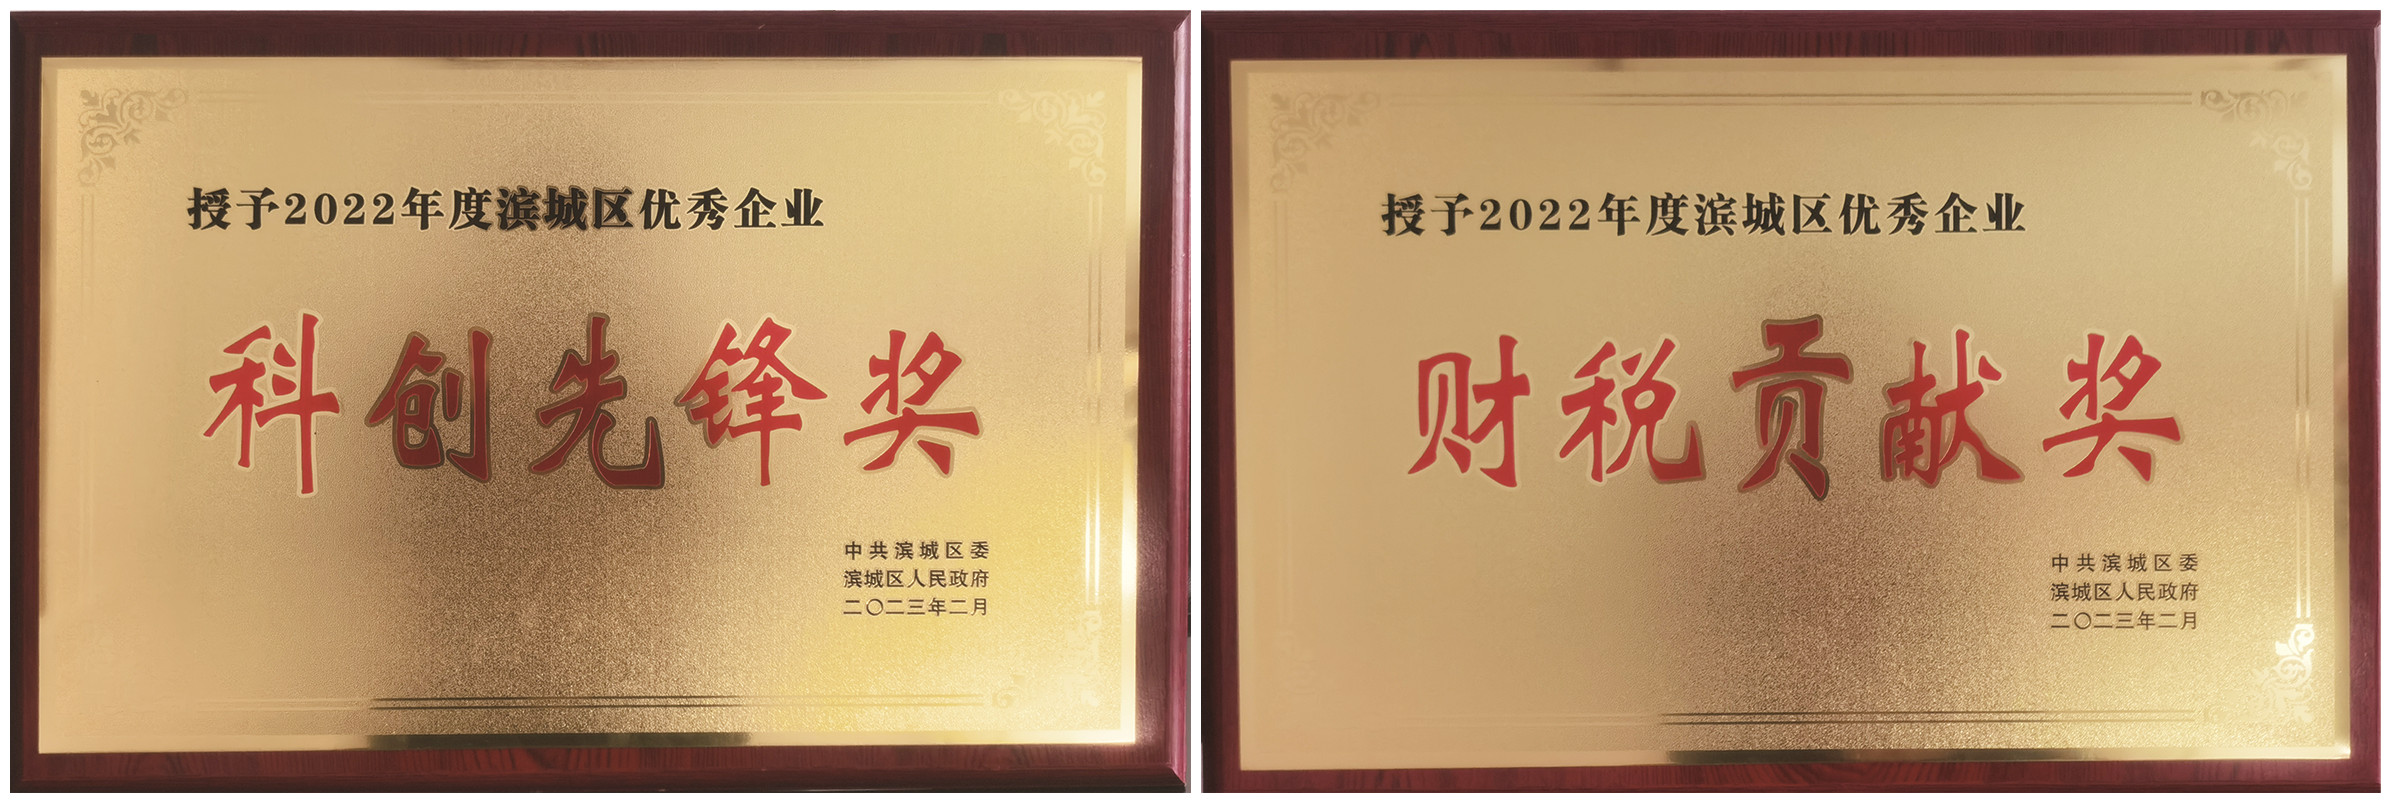 授予2022年度滨城区优秀企业
科创先锋奖
中共滨城区委
滨城区人民政府
二〇二三年二月
授予2022年度滨城区优秀企业
财税贡献奖
中共滨城区委
滨城区人民政府
二〇二三年二月